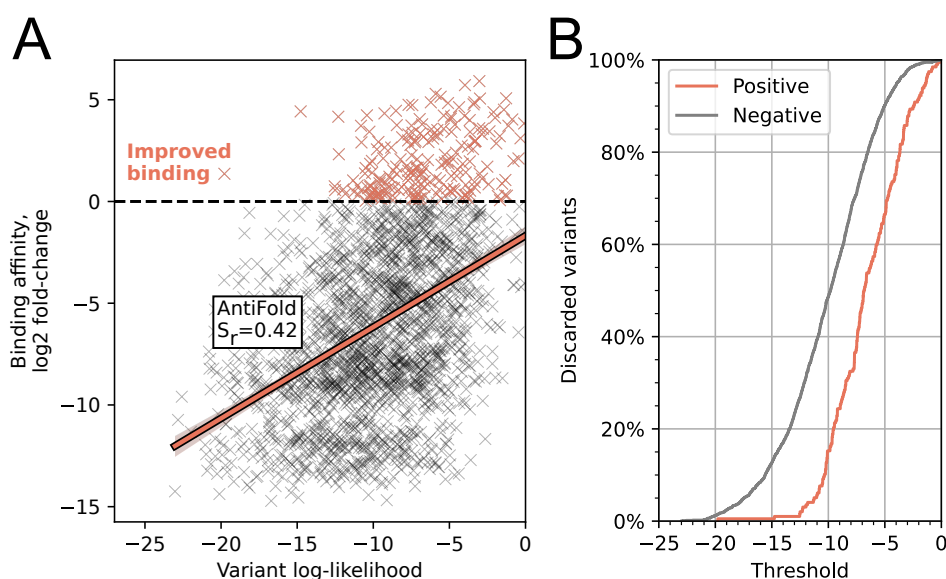 A
B
Binding affinity,
log2 fold-change
5
0
−5
−10
−15
Improved
binding
AntiFold
Sr=0.42
−25
−20
−15
−10
−5
0
Variant log-likelihood
Discarded variants
100%
80%
60%
40%
20%
0%
Positive
Negative
−25
−20
−15
−10
−5
0
Threshold